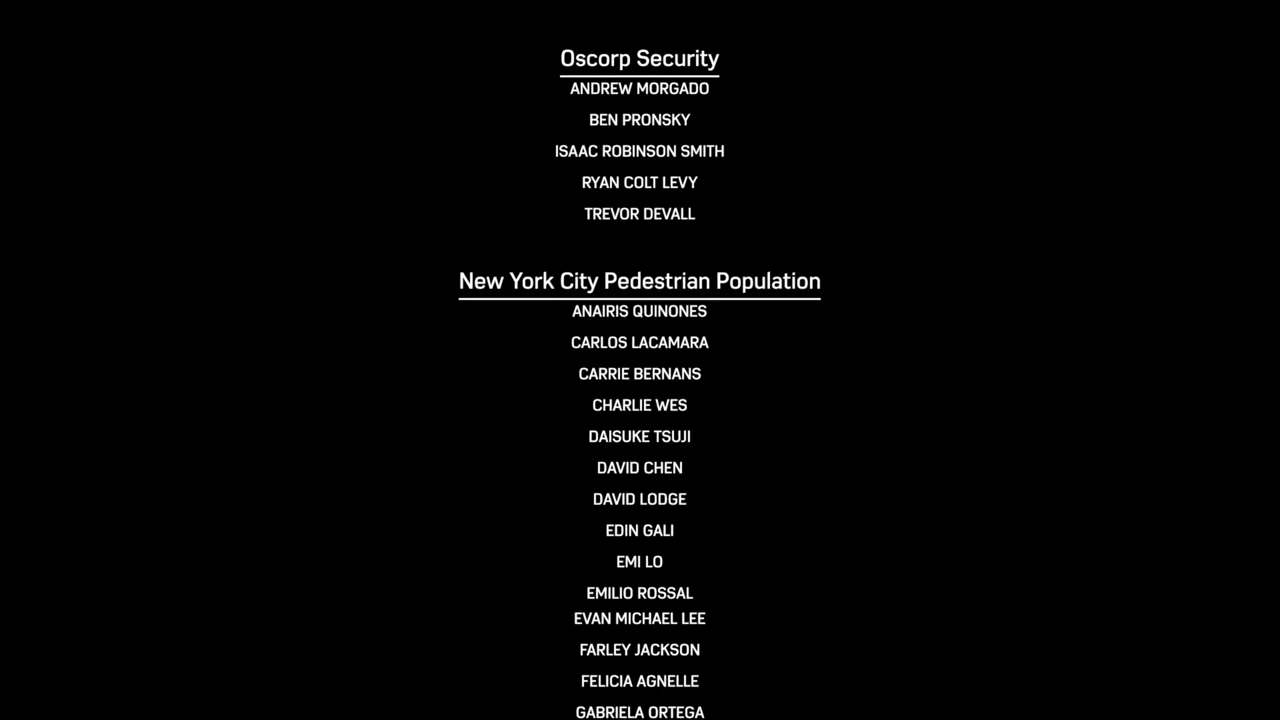 Oscorp Security
ANDREW MORGADO
BEN PRONSKY
ISAAC ROBINSON SMITH
RYAN COLT LEVY
TREVOR DEVALL
New York City Pedestrian Population
ANAIRIS QUINONES
CARLOS LACAMARA
CARRIE BERNANS
CHARLIE WES
DAISUKE TSUJI
DAVID CHEN
DAVID LODGE
EDIN GALI
EMI LO
EMILIO ROSSAL
EVAN MICHAEL LEE
FARLEY JACKSON
FELICIA AGNELLE
GABRIELA ORTEGA